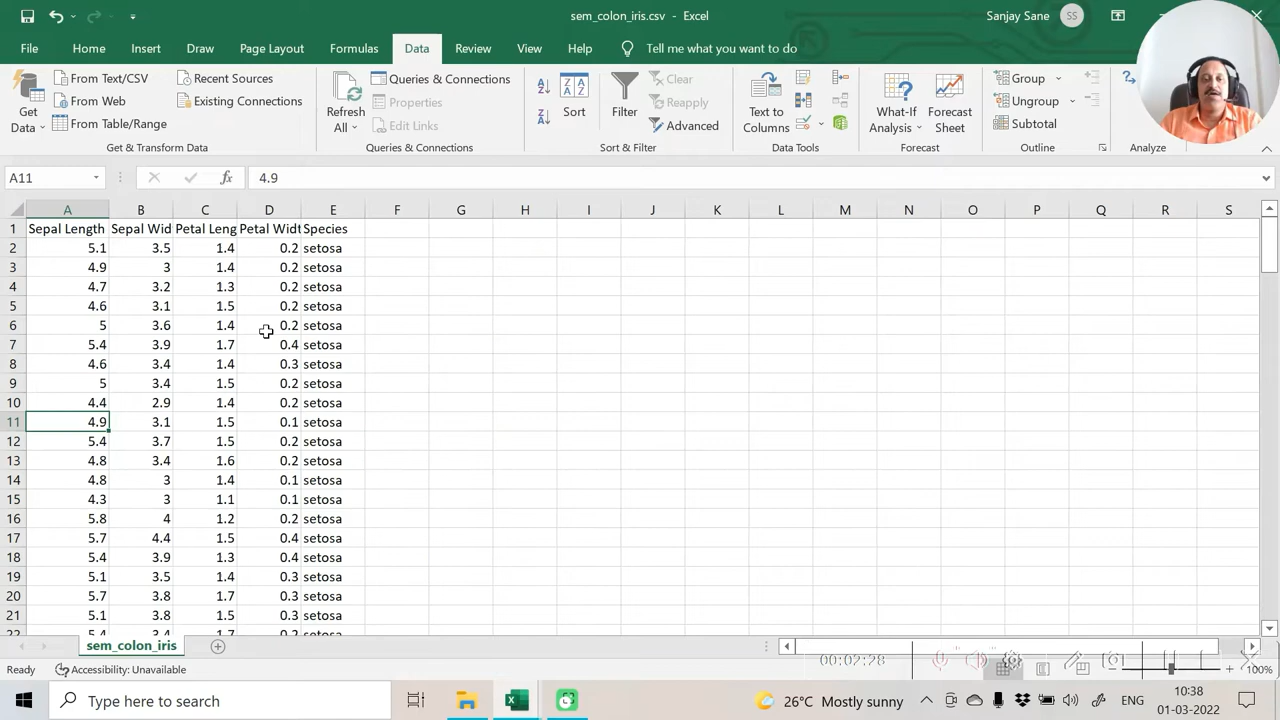 sem_colon_iris.csv - Excel
Sanjay Sane SS
File Home Insert Draw Page Layout Formulas Data Review View Help Tell me what you want to do
From Text/CSV Recent Sources
From Web Existing Connections
From Table/Range
Get Data
Get & Transform Data
Refresh All
Queries & Connections
Properties
Edit Links
Queries & Connections
Sort
Filter
Clear
Reapply
Advanced
Sort & Filter
Text to Columns
Data Tools
What-If Analysis
Forecast Sheet
Forecast
Group
Ungroup
Subtotal
Outline
Analyze
A11 fx 4.9
A B C D E F G H I J K L M N O P Q R S
1 Sepal Length Sepal Wid Petal Leng Petal Widt Species
2 5.1 3.5 1.4 0.2 setosa
3 4.9 3 1.4 0.2 setosa
4 4.7 3.2 1.3 0.2 setosa
5 4.6 3.1 1.5 0.2 setosa
6 5 3.6 1.4 0.2 setosa
7 5.4 3.9 1.7 0.4 setosa
8 4.6 3.4 1.4 0.3 setosa
9 5 3.4 1.5 0.2 setosa
10 4.4 2.9 1.4 0.2 setosa
11 4.9 3.1 1.5 0.1 setosa
12 5.4 3.7 1.5 0.2 setosa
13 4.8 3.4 1.6 0.2 setosa
14 4.8 3 1.4 0.1 setosa
15 4.3 3 1.1 0.1 setosa
16 5.8 4 1.2 0.2 setosa
17 5.7 4.4 1.5 0.4 setosa
18 5.4 3.9 1.3 0.4 setosa
19 5.1 3.5 1.4 0.3 setosa
20 5.7 3.8 1.7 0.3 setosa
21 5.1 3.8 1.5 0.3 setosa
22 5.4 3.4 1.7 0.2 setosa
sem_colon_iris
Ready Accessibility: Unavailable 00:02:28 100%
Type here to search 26°C Mostly sunny ENG 10:38
01-03-2022